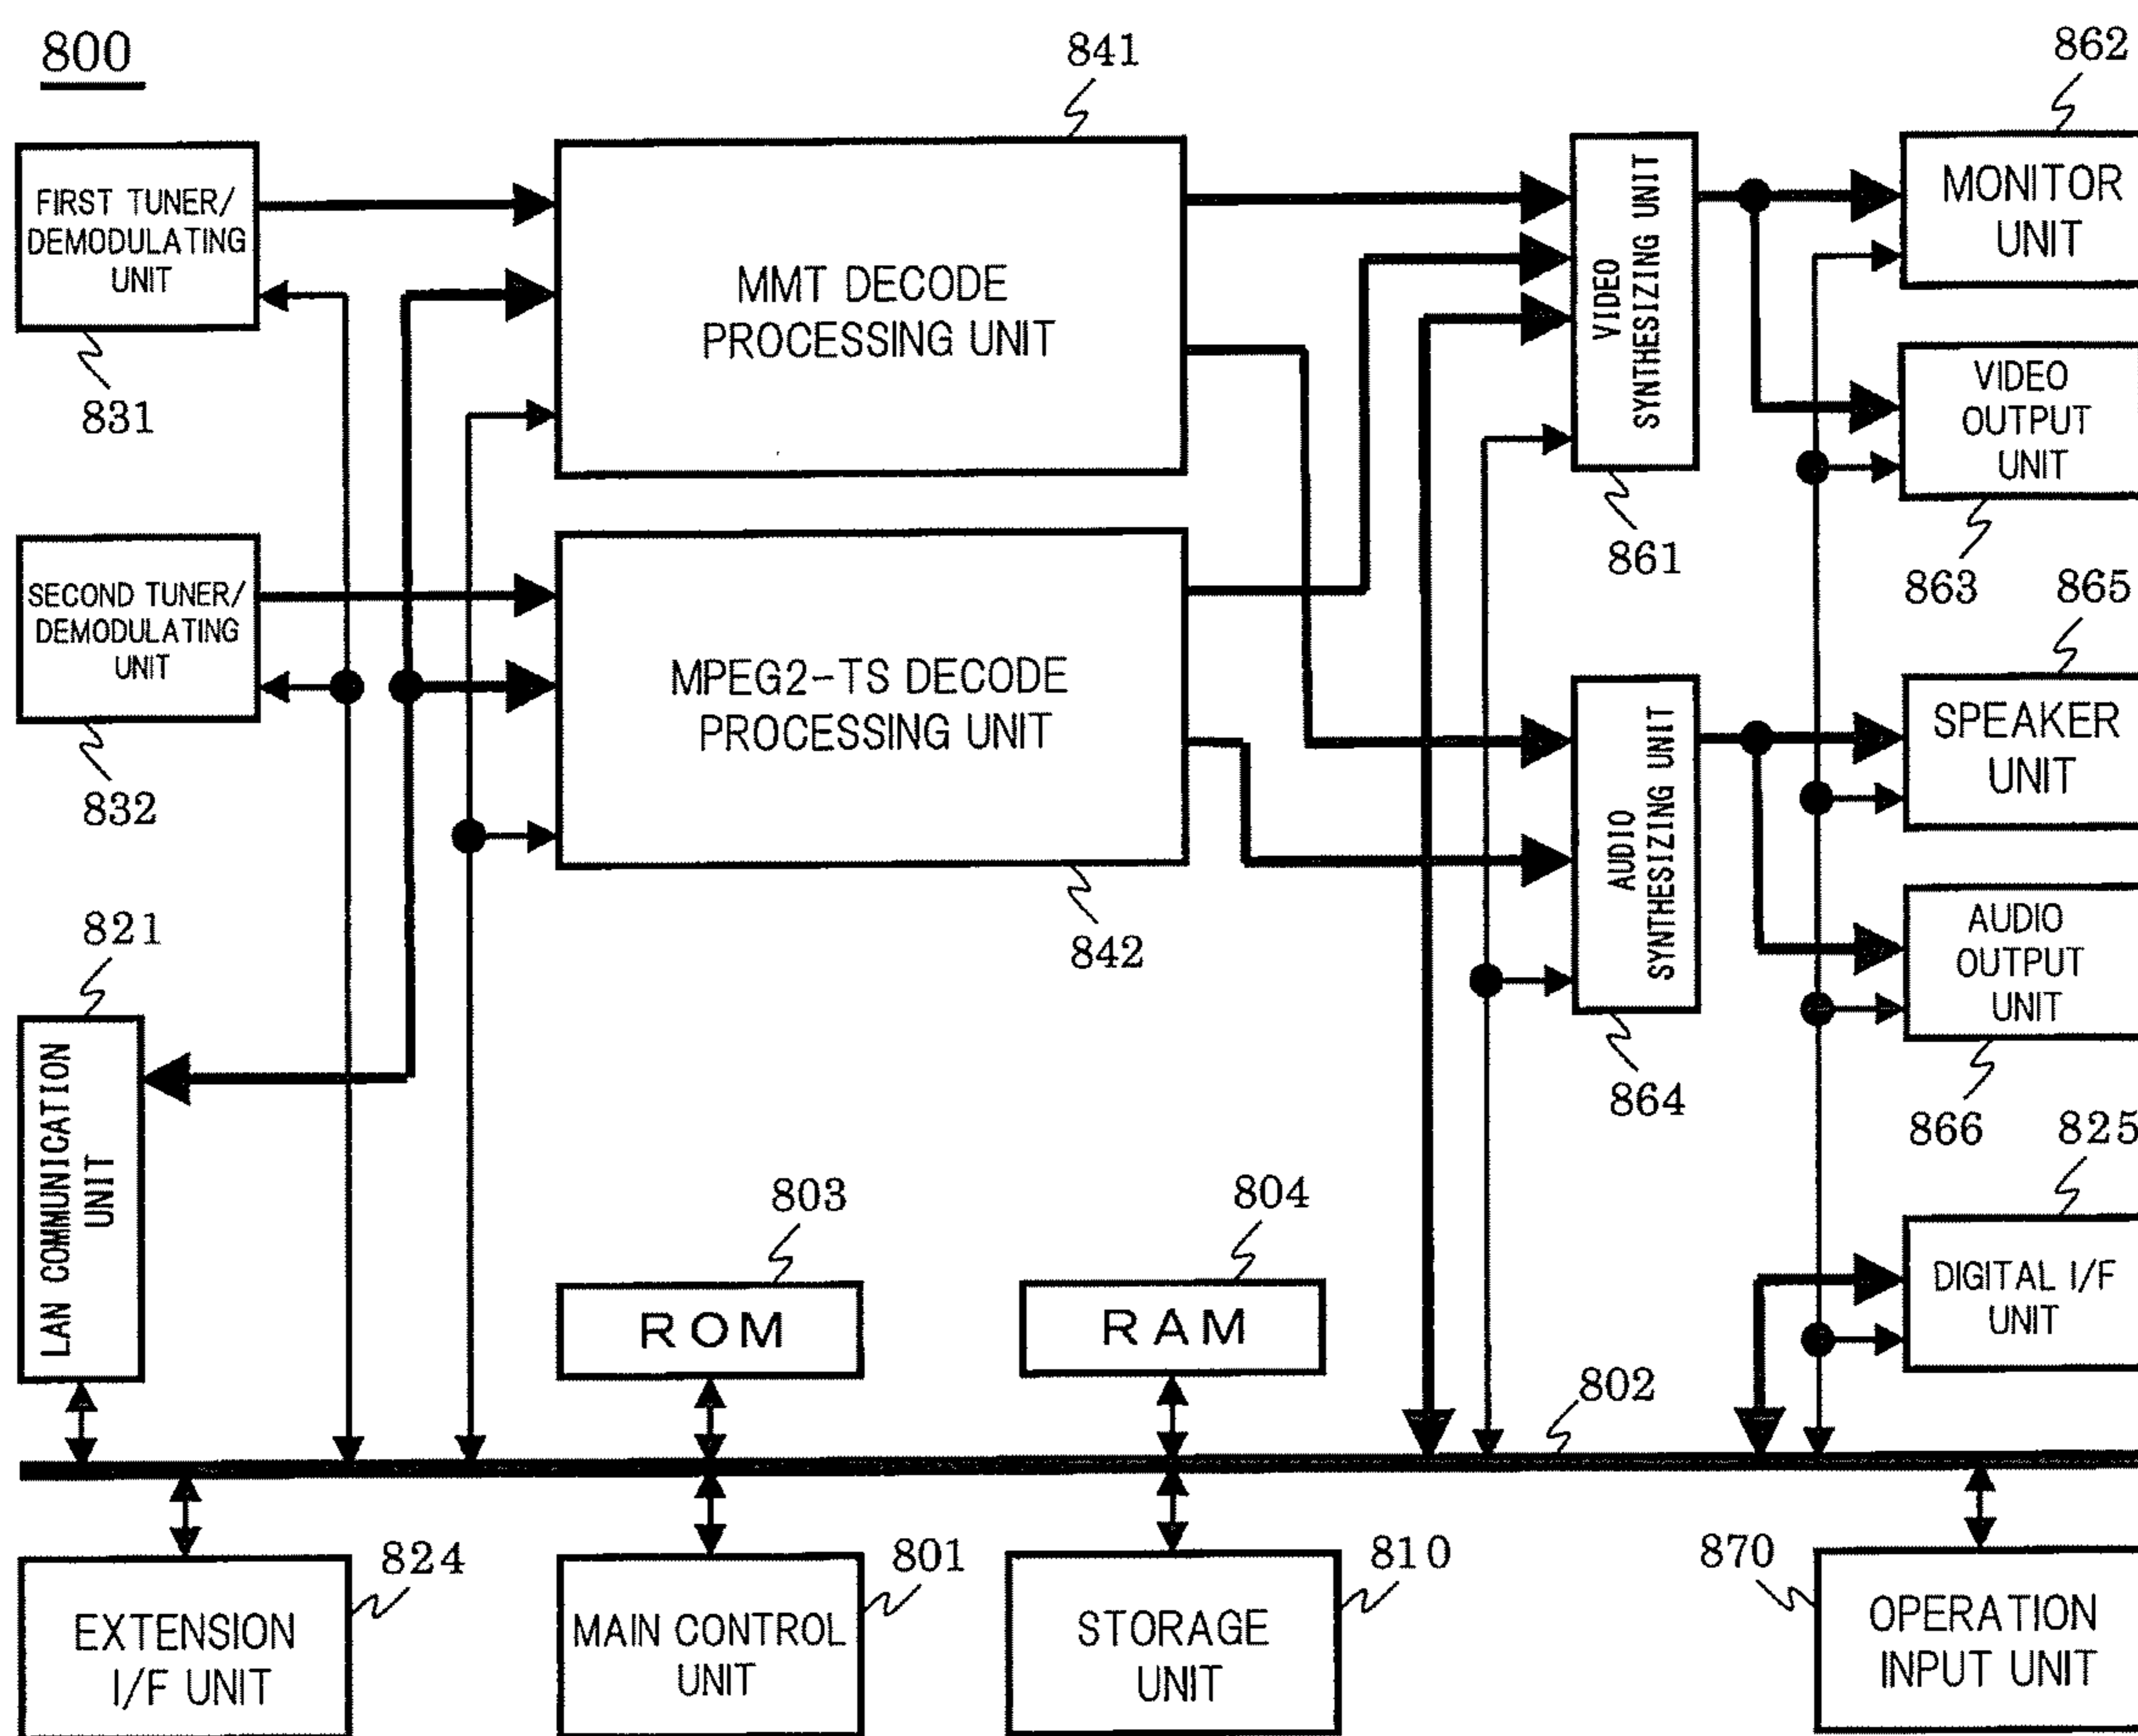 800
841
862
FIRST TUNER/
DEMODULATING
UNIT
831
MMT DECODE
PROCESSING UNIT
VIDEO
SYNTHESIZING UNIT
861
MONITOR
UNIT
VIDEO
OUTPUT
UNIT
863
865
SECOND TUNER/
DEMODULATING
UNIT
832
MPEG2-TS DECODE
PROCESSING UNIT
842
AUDIO
SYNTHESIZING UNIT
864
SPEAKER
UNIT
AUDIO
OUTPUT
UNIT
866
825
821
LAN COMMUNICATION
UNIT
803
ROM
804
RAM
DIGITAL I/F
UNIT
802
824
EXTENSION
I/F UNIT
801
MAIN CONTROL
UNIT
810
STORAGE
UNIT
870
OPERATION
INPUT UNIT